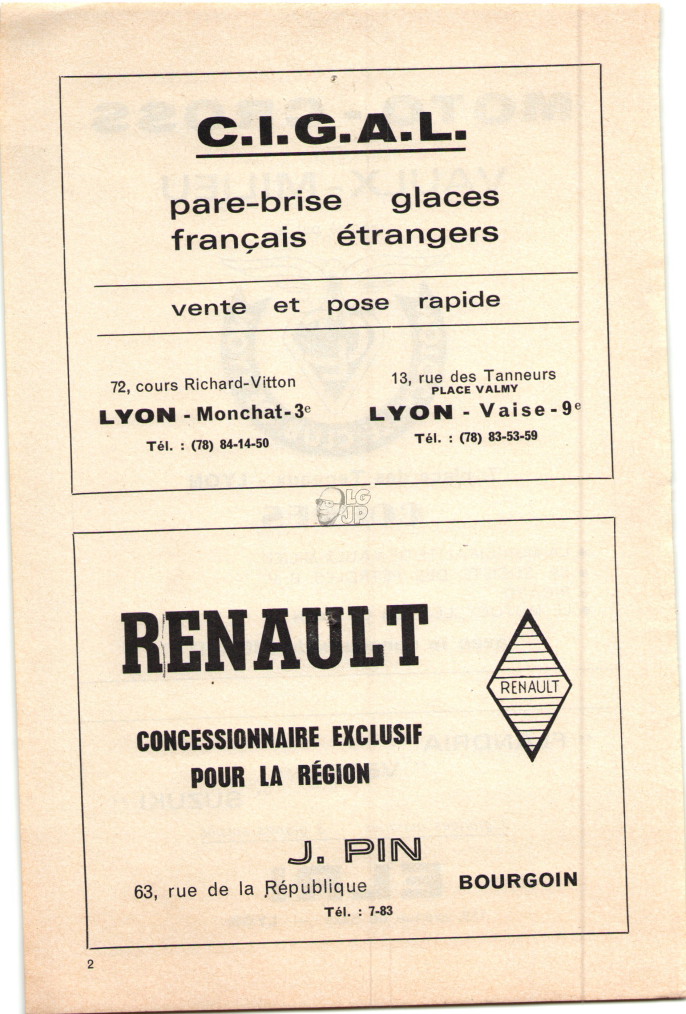 C.I.G.A.L.
pare-brise glaces
français étrangers
vente et pose rapide
72, cours Richard-Vitton
LYON - Monchat-3e
Tél. : (78) 84-14-50
13, rue des Tanneurs
PLACE VALMY
LYON - Vaise-9e
Tél. : (78) 83-53-59
LG
JP
RENAULT
RENAULT
CONCESSIONNAIRE EXCLUSIF
POUR LA RÉGION
J. PIN
63, rue de la République BOURGOIN
Tél. : 7-83
2